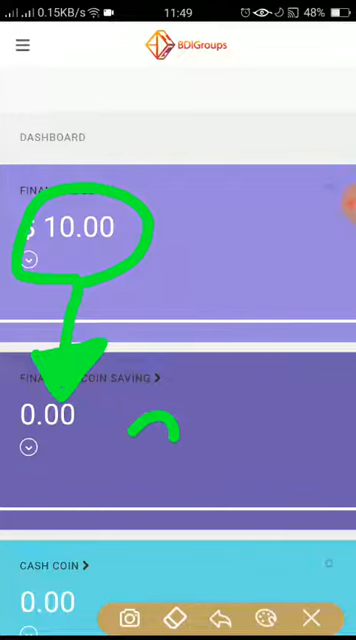 0.15KB/s 11:49 48%
BDIGroups
DASHBOARD
$ 10.00
COIN SAVING
0.00
CASH COIN
0.00